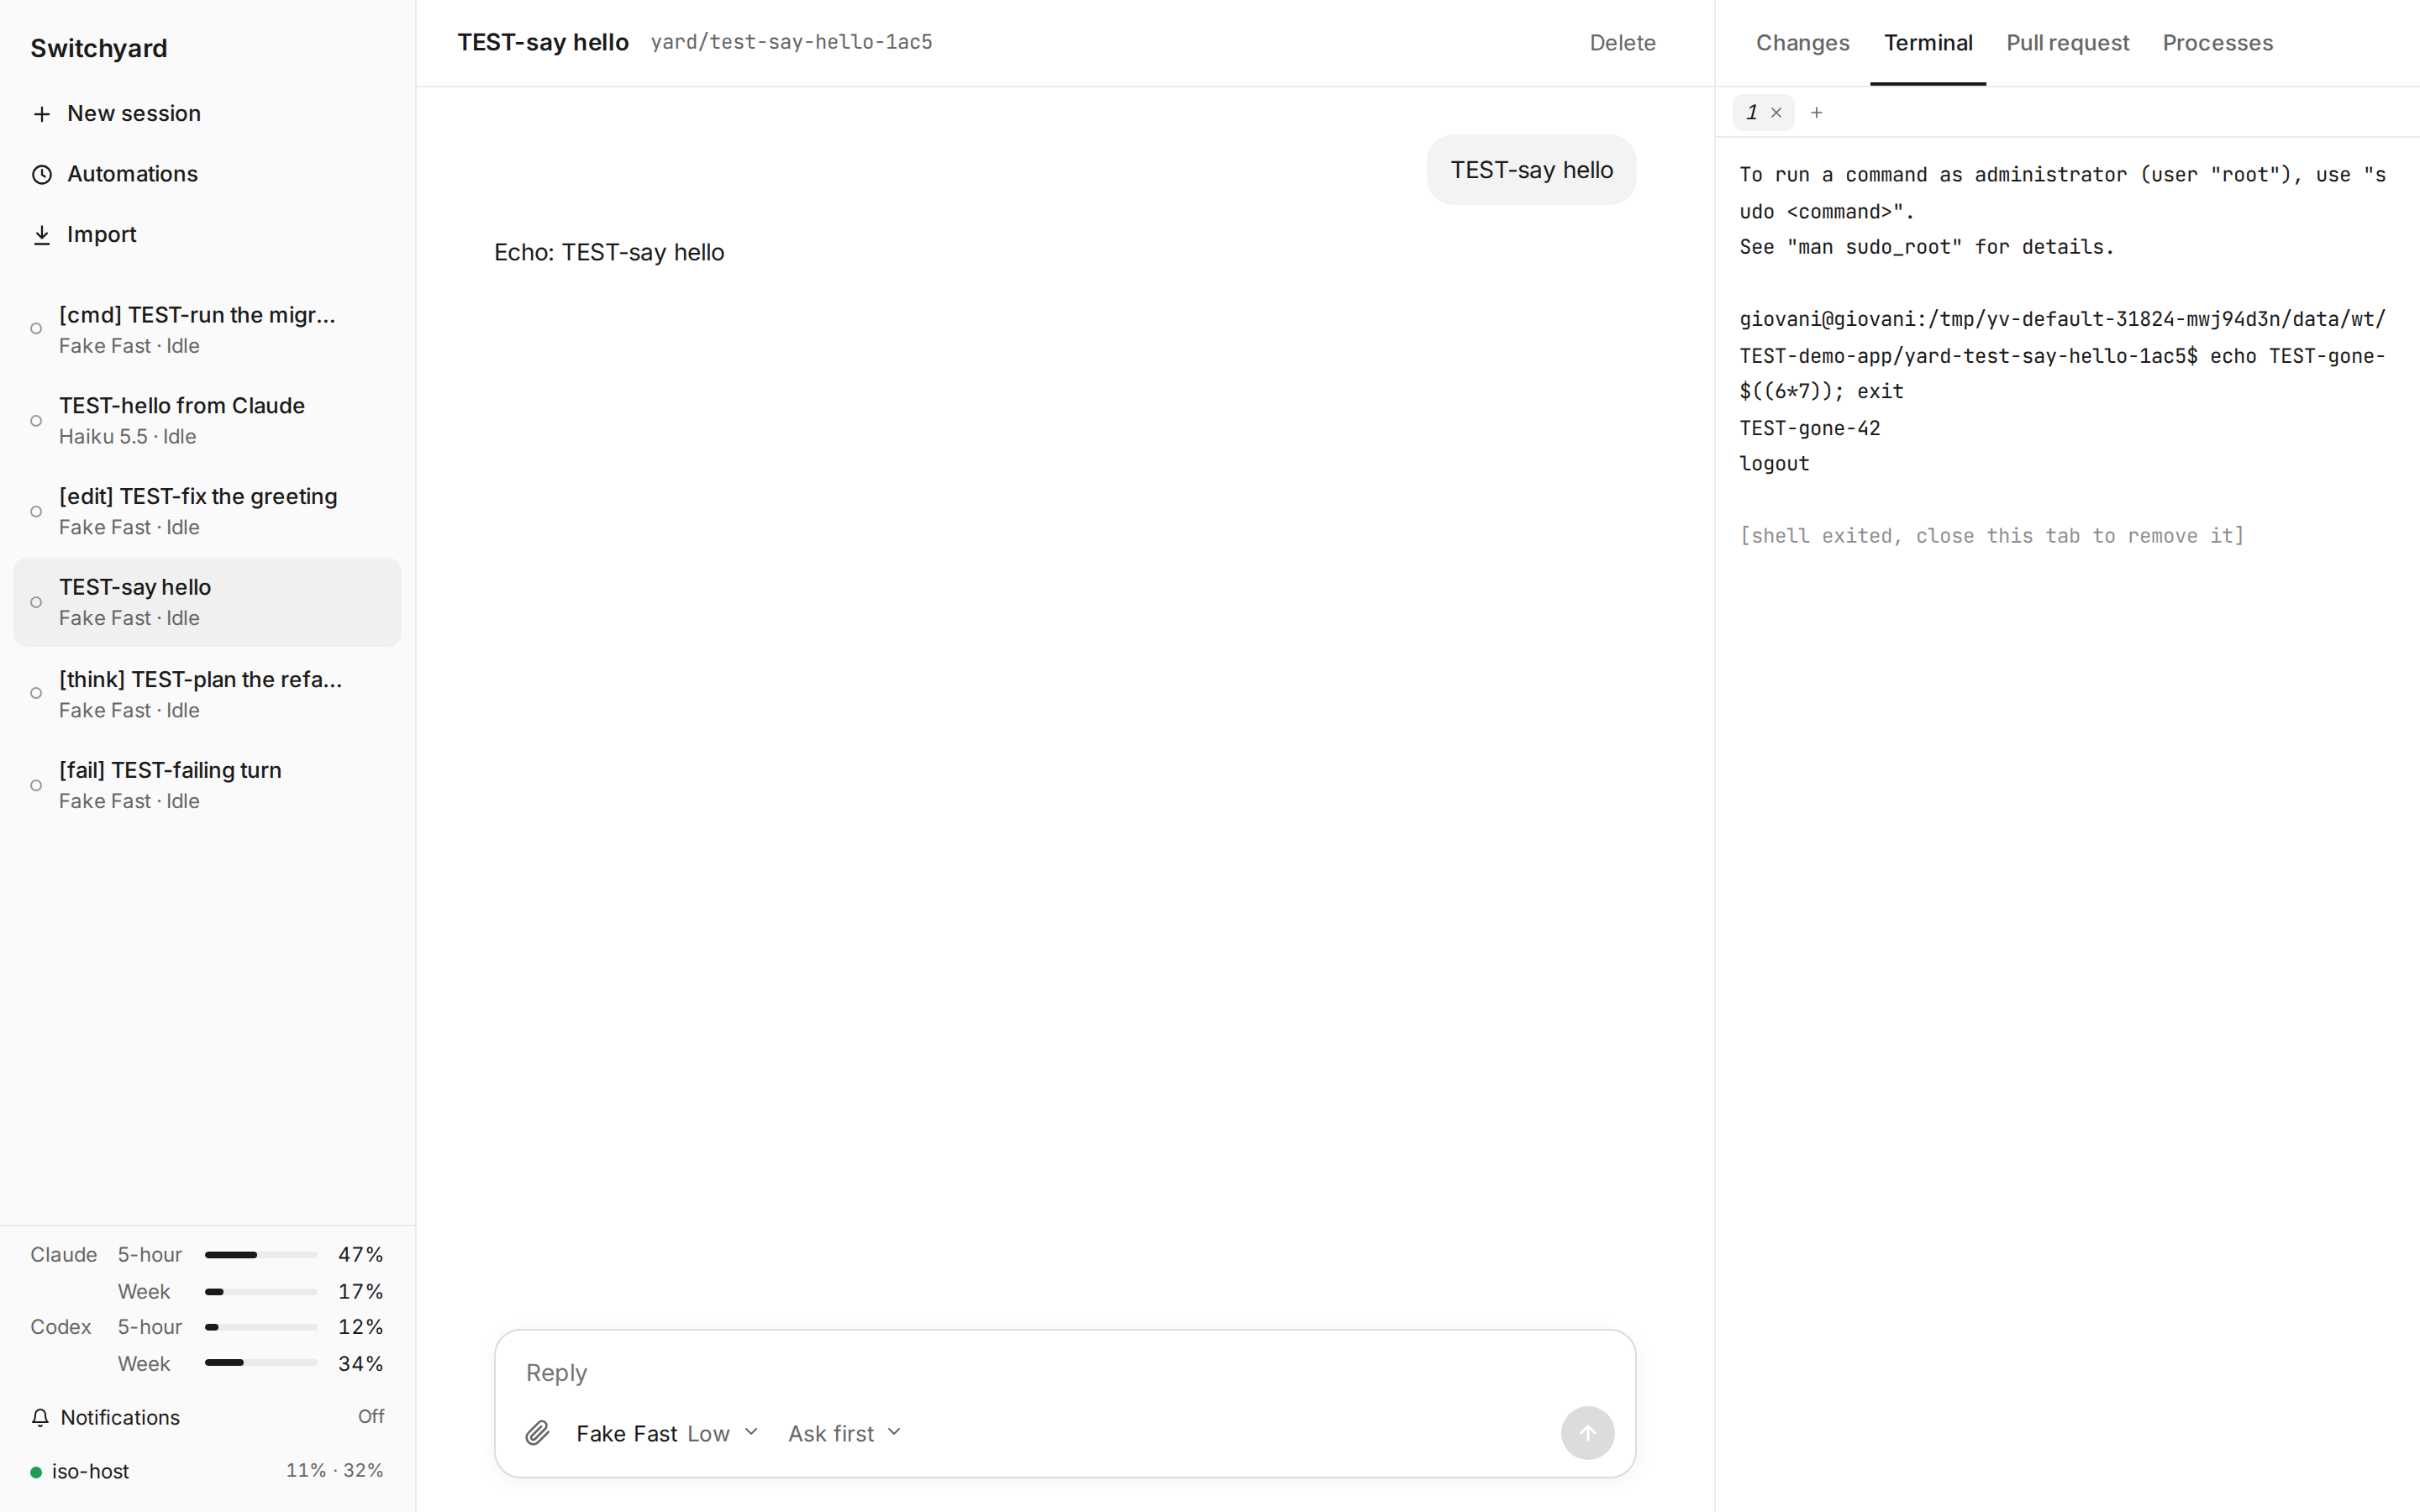 Switchyard
New session
Automations
Import
[cmd] TEST-run the migr...
Fake Fast · Idle
TEST-hello from Claude
Haiku 5.5 · Idle
[edit] TEST-fix the greeting
Fake Fast · Idle
TEST-say hello
Fake Fast · Idle
[think] TEST-plan the refa...
Fake Fast · Idle
[fail] TEST-failing turn
Fake Fast · Idle
Claude 5-hour 47%
Week 17%
Codex 5-hour 12%
Week 34%
Notifications Off
iso-host 11% · 32%
TEST-say hello yard/test-say-hello-1ac5 Delete
TEST-say hello
Echo: TEST-say hello
Reply
Fake Fast Low Ask first
Changes Terminal Pull request Processes
1 × +
To run a command as administrator (user "root"), use "s
udo <command>".
See "man sudo_root" for details.
giovani@giovani:/tmp/yv-default-31824-mwj94d3n/data/wt/
TEST-demo-app/yard-test-say-hello-1ac5$ echo TEST-gone-
$((6*7)); exit
TEST-gone-42
logout
[shell exited, close this tab to remove it]